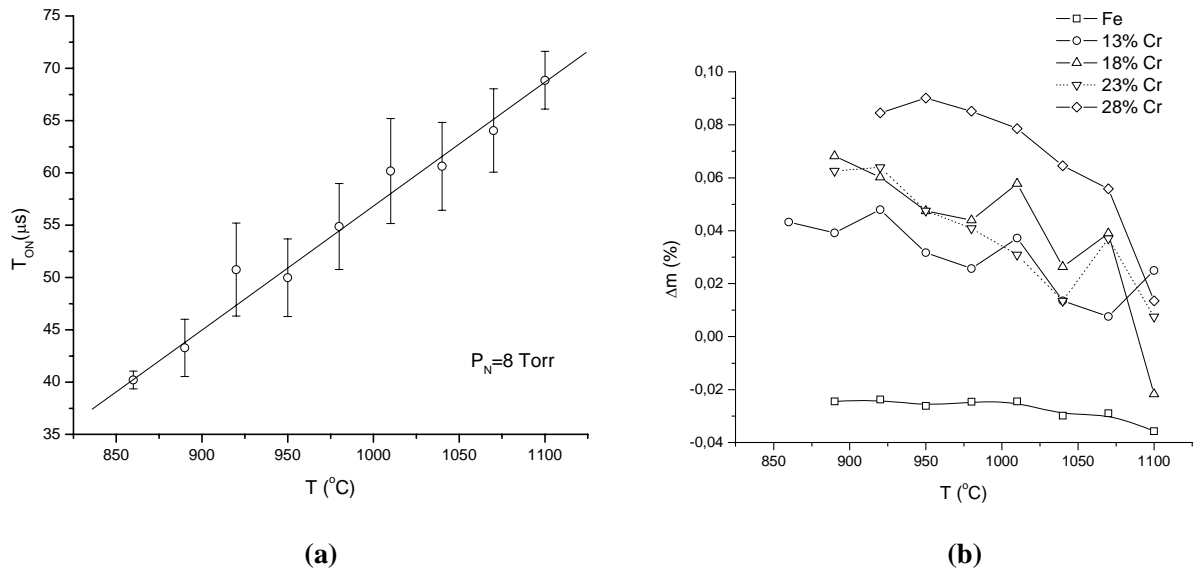 75
70
65
60
55
50
45
40
35
T_ON(μs)
P_N=8 Torr
850 900 950 1000 1050 1100
T (°C)
(a)
Fe
13% Cr
18% Cr
23% Cr
28% Cr
0,10
0,08
0,06
0,04
0,02
0,00
-0,02
-0,04
Δm (%)
850 900 950 1000 1050 1100
T (°C)
(b)